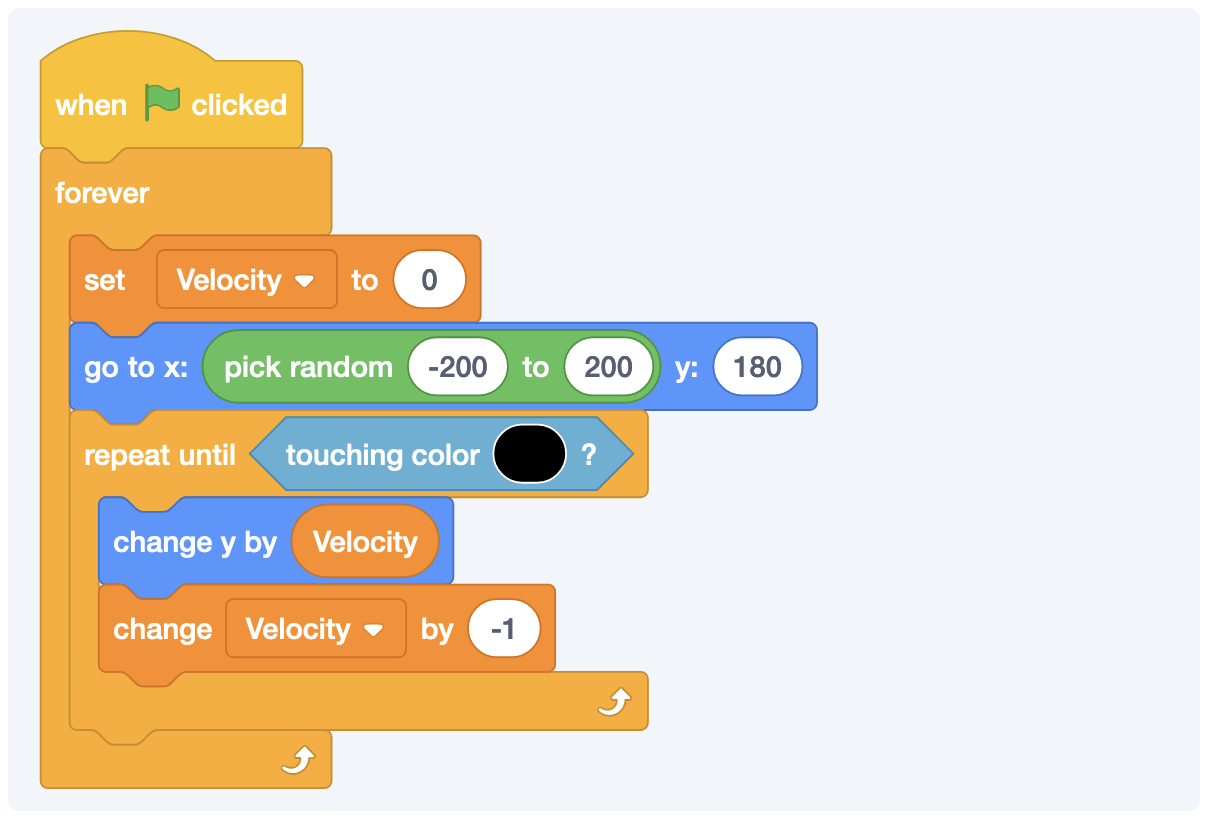 when clicked
forever
set Velocity to 0
go to x: pick random -200 to 200 y: 180
repeat until touching color ?
change y by Velocity
change Velocity by -1